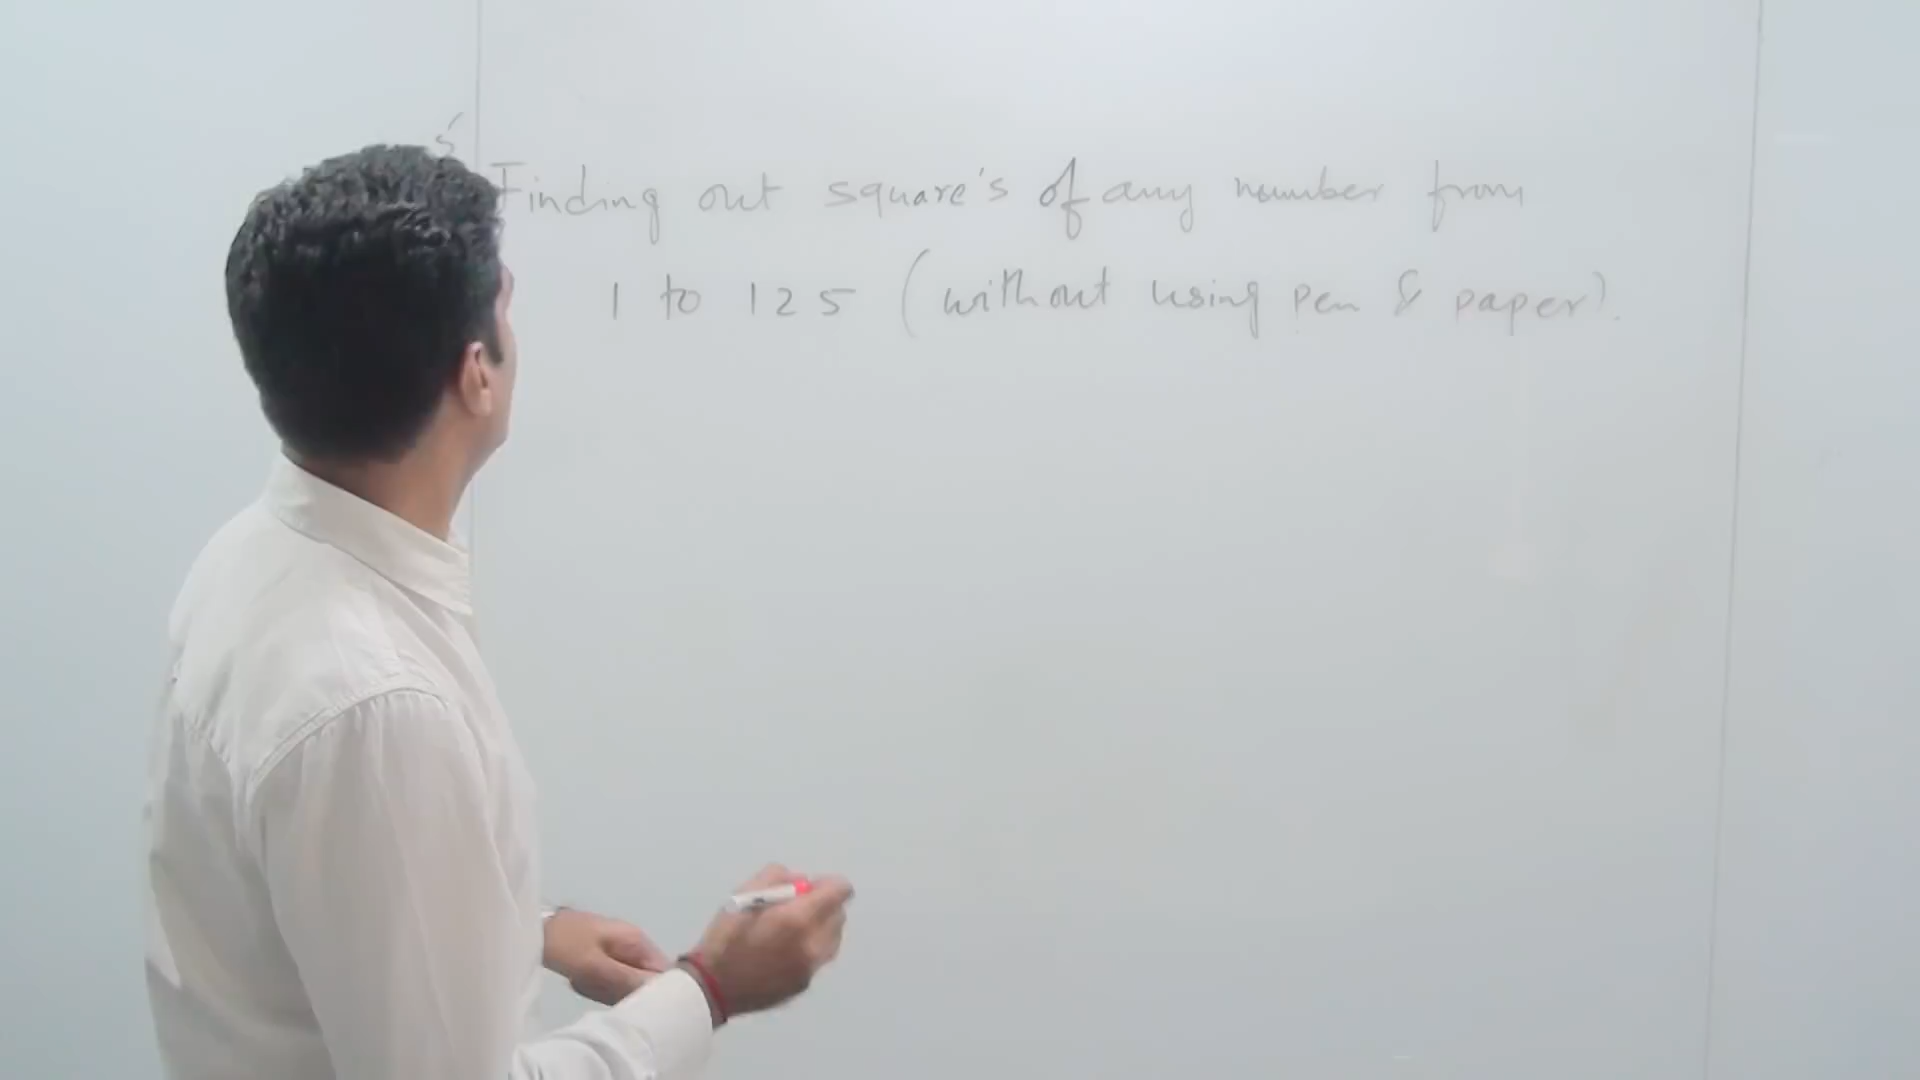 Finding out square's of any number from
1 to 125 (without using pen & paper).